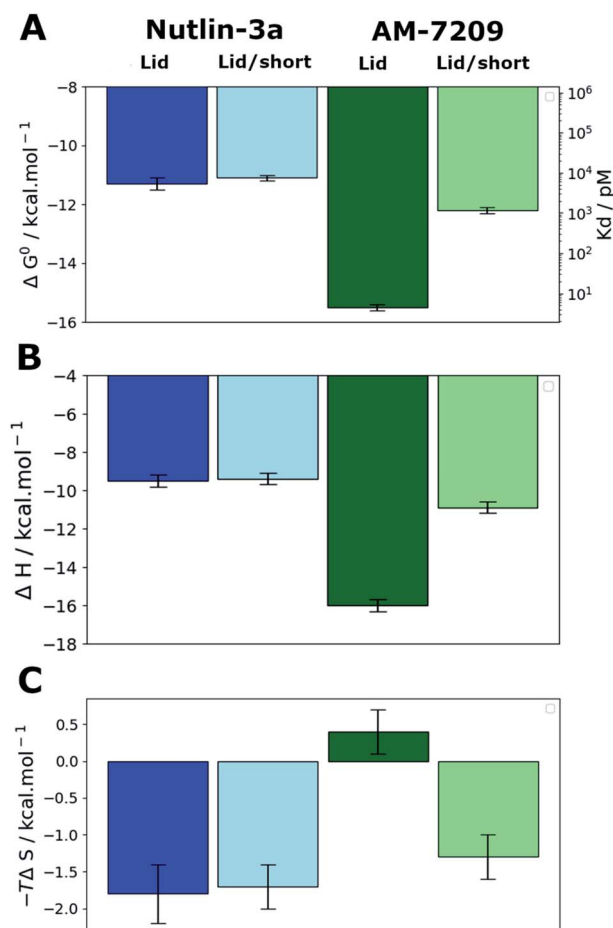 A
Nutlin-3a AM-7209
Lid Lid/short Lid Lid/short
−8
−10
−12
−14
−16
Δ G⁰ / kcal.mol⁻¹
10⁶
10⁵
10⁴
10³
10²
10¹
Kd / pM
B
−4
−6
−8
−10
−12
−14
−16
−18
Δ H / kcal.mol⁻¹
C
0.5
0.0
−0.5
−1.0
−1.5
−2.0
−TΔ S / kcal.mol⁻¹